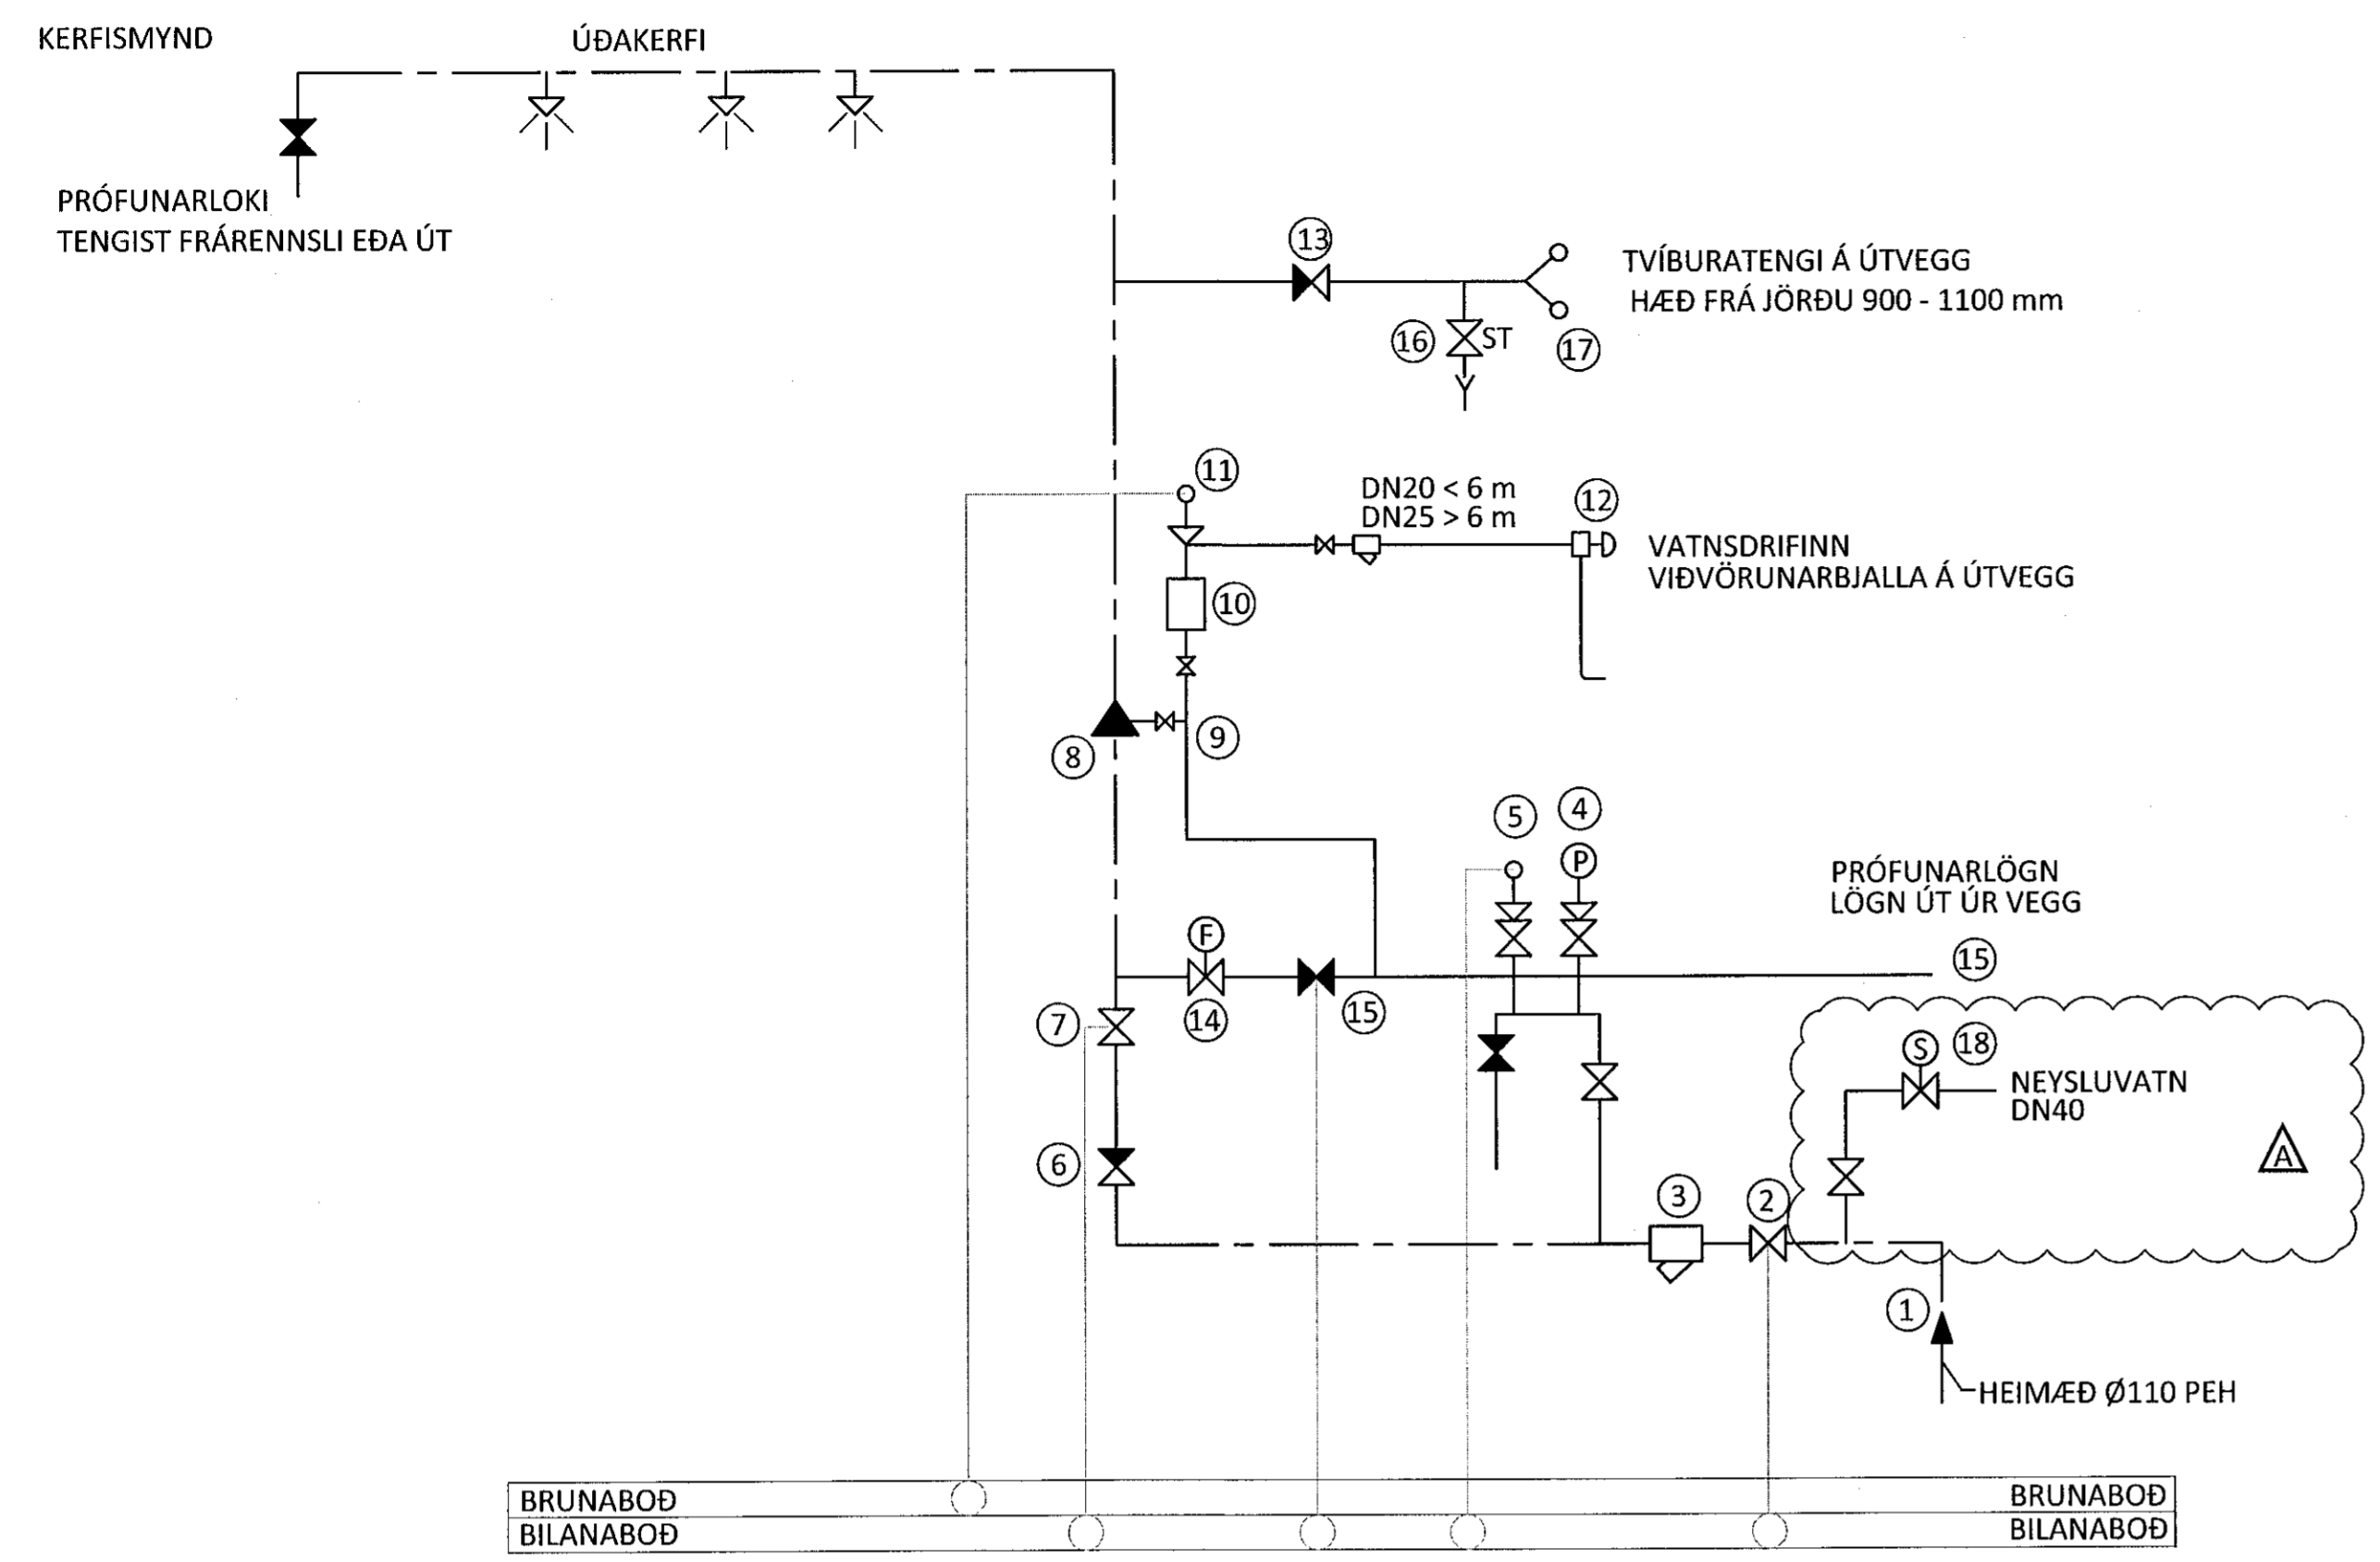 KERFISMYND
ÚÐAKERFI
PRÓFUNARLOKI
TENGIST FRÁRENNSLI EÐA ÚT
13
TVÍBURATENGI Á ÚTVEGG
HÆÐ FRÁ JÖRÐU 900 - 1100 mm
16
ST
17
11
DN20 < 6 m
DN25 > 6 m
12
VATNSDRIFINN
VIÐVÖRUNARBJALLA Á ÚTVEGG
10
8
9
5
4
P
PRÓFUNARLÖGN
LÖGN ÚT ÚR VEGG
F
15
7
14
15
S
18
NEYSLUVATN
DN40
A
6
3
2
1
HEIMÆÐ Ø110 PEH
BRUNABOÐ
BRUNABOÐ
BILANABOÐ
BILANABOÐ